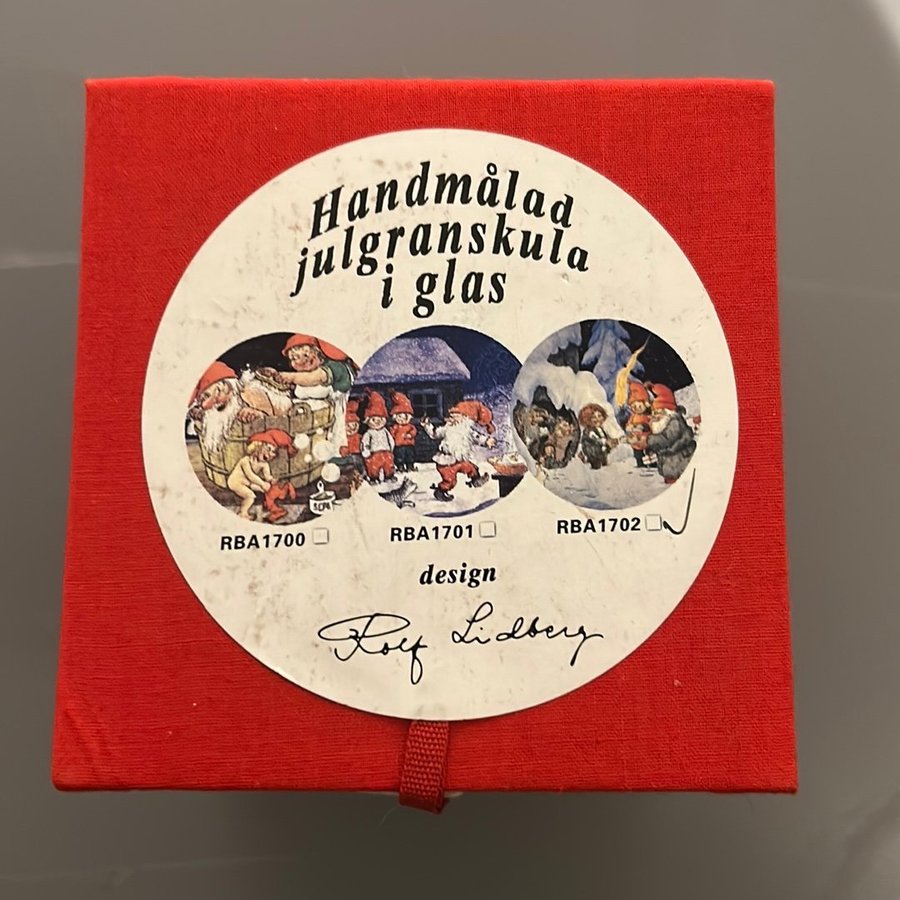 Handmålad
julgranskula
i glas
RBA1700
RBA1701
RBA1702
design
Rolf Lidberg